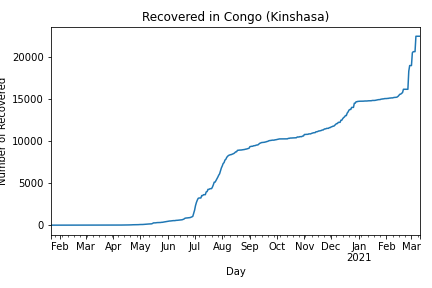 Recovered in Congo (Kinshasa)
Number of Recovered
20000
15000
10000
5000
0
Feb Mar Apr May Jun Jul Aug Sep Oct Nov Dec Jan Feb Mar
2021
Day